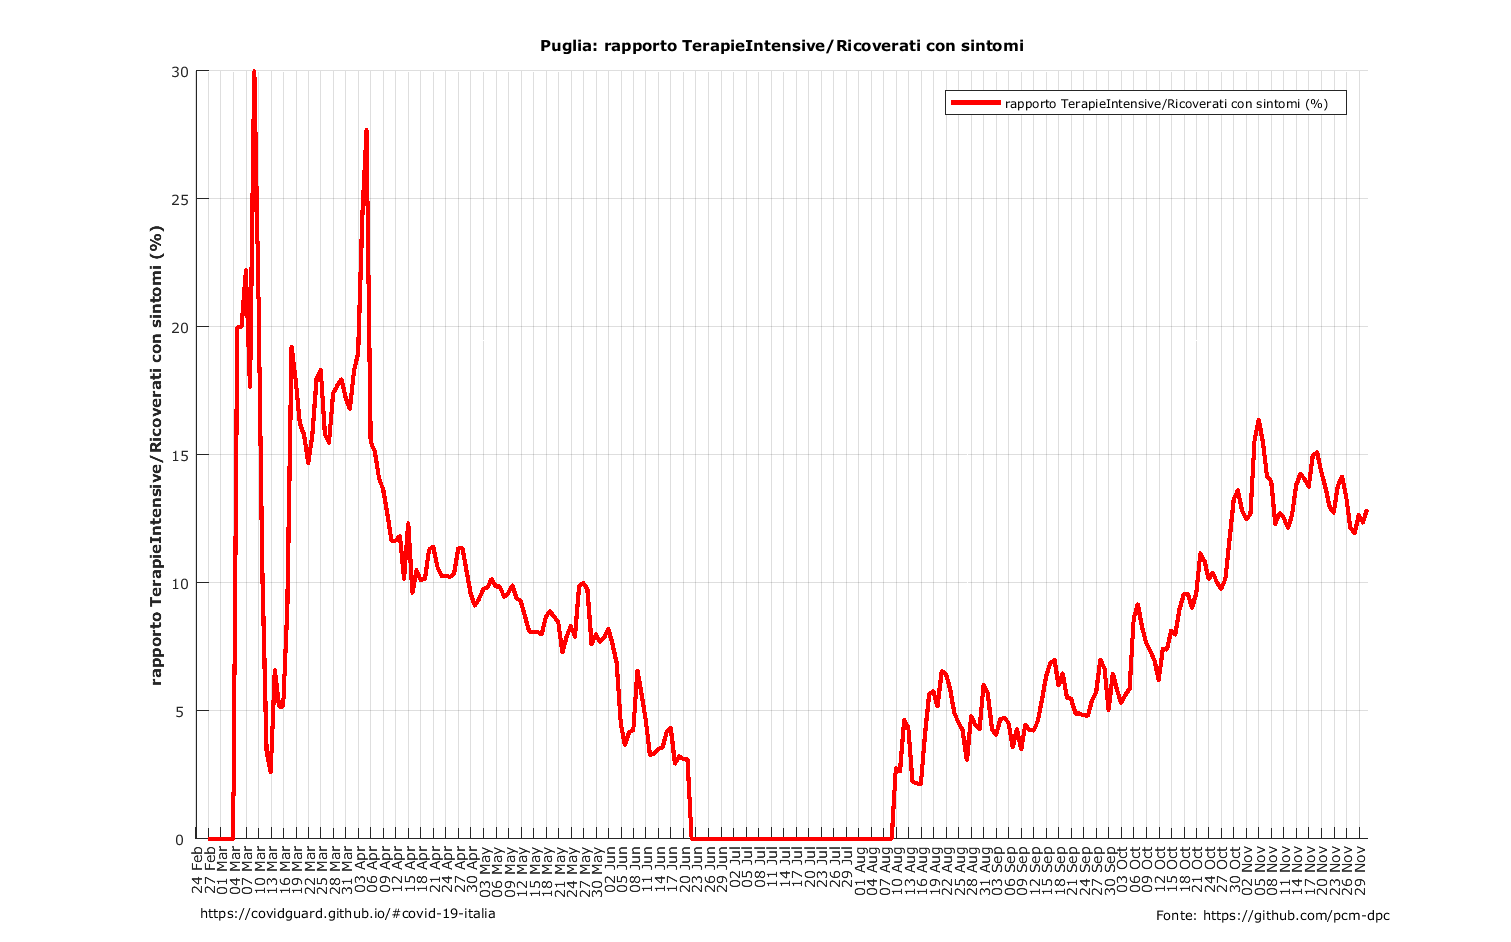 Puglia: rapporto TerapieIntensive/Ricoverati con sintomi
rapporto TerapieIntensive/Ricoverati con sintomi (%)
rapporto TerapieIntensive/Ricoverati con sintomi (%)
30
25
20
15
10
5
0
24 Feb
27 Feb
01 Mar
04 Mar
07 Mar
10 Mar
13 Mar
16 Mar
19 Mar
22 Mar
25 Mar
28 Mar
31 Mar
03 Apr
06 Apr
09 Apr
12 Apr
15 Apr
18 Apr
21 Apr
24 Apr
27 Apr
30 Apr
03 May
06 May
09 May
12 May
15 May
18 May
21 May
24 May
27 May
30 May
02 Jun
05 Jun
08 Jun
11 Jun
14 Jun
17 Jun
20 Jun
23 Jun
26 Jun
29 Jun
02 Jul
05 Jul
08 Jul
11 Jul
14 Jul
17 Jul
20 Jul
23 Jul
26 Jul
29 Jul
01 Aug
04 Aug
07 Aug
10 Aug
13 Aug
16 Aug
19 Aug
22 Aug
25 Aug
28 Aug
31 Aug
03 Sep
06 Sep
09 Sep
12 Sep
15 Sep
18 Sep
21 Sep
24 Sep
27 Sep
30 Sep
03 Oct
06 Oct
09 Oct
12 Oct
15 Oct
18 Oct
21 Oct
24 Oct
27 Oct
30 Oct
02 Nov
05 Nov
08 Nov
11 Nov
14 Nov
17 Nov
20 Nov
23 Nov
26 Nov
29 Nov
https://covidguard.github.io/#covid-19-italia
Fonte: https://github.com/pcm-dpc